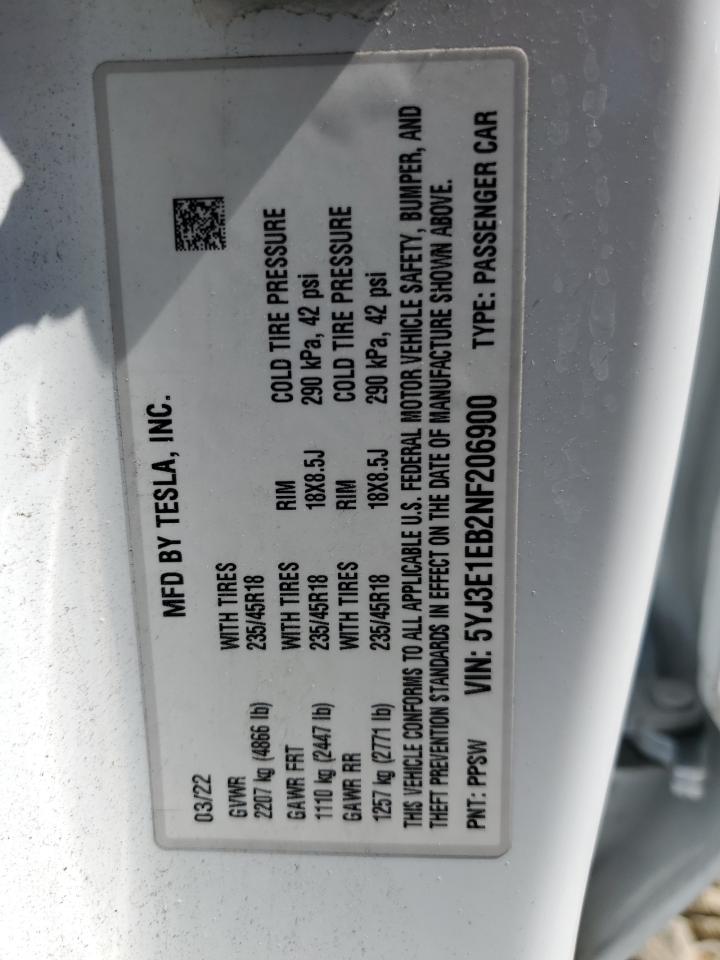 MFD BY TESLA, INC.
03/22
GVWR WITH TIRES
2207 kg (4866 lb) 235/45R18
GAWR FRT WITH TIRES RIM COLD TIRE PRESSURE
1110 kg (2447 lb) 235/45R18 18X8.5J 290 kPa, 42 psi
GAWR RR WITH TIRES RIM COLD TIRE PRESSURE
1257 kg (2771 lb) 235/45R18 18X8.5J 290 kPa, 42 psi
THIS VEHICLE CONFORMS TO ALL APPLICABLE U.S. FEDERAL MOTOR VEHICLE SAFETY, BUMPER, AND
THEFT PREVENTION STANDARDS IN EFFECT ON THE DATE OF MANUFACTURE SHOWN ABOVE.
PNT: PPSW VIN: 5YJ3E1EB2NF206900 TYPE: PASSENGER CAR